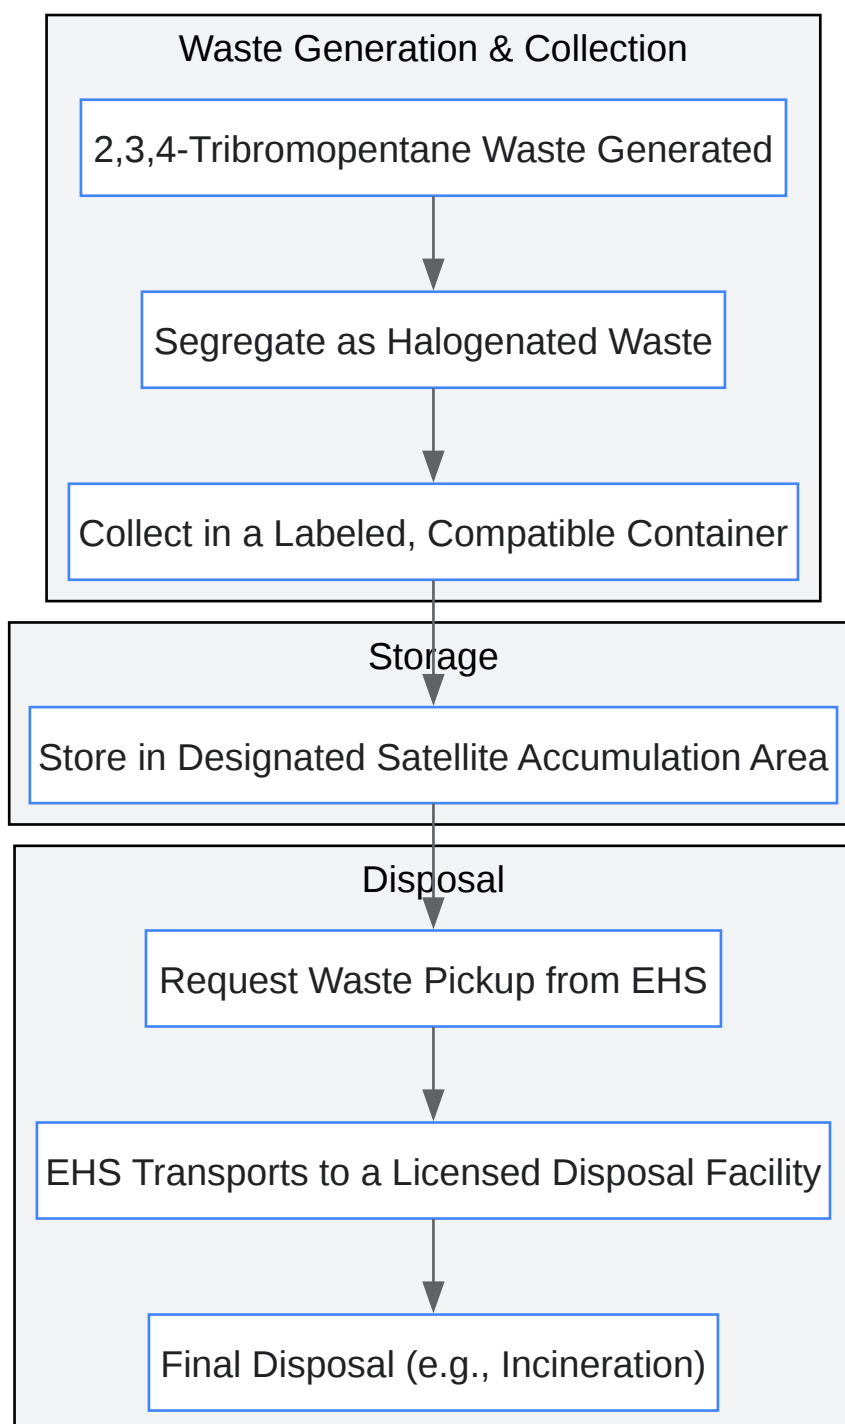 Waste Generation & Collection
2,3,4-Tribromopentane Waste Generated
Segregate as Halogenated Waste
Collect in a Labeled, Compatible Container
Storage
Store in Designated Satellite Accumulation Area
Disposal
Request Waste Pickup from EHS
EHS Transports to a Licensed Disposal Facility
Final Disposal (e.g., Incineration)